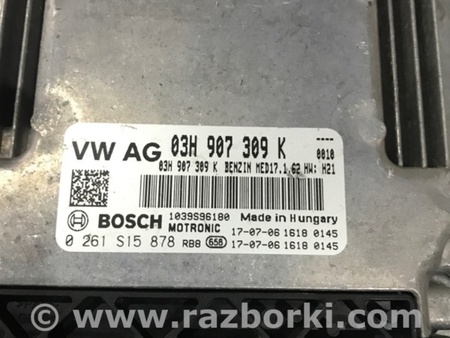 VW AG 03H 907 309 K ----
03H 907 309 K BENZIN MED17.1.62 HW: H21 0010
BOSCH 1039S96180 Made in Hungary
MOTRONIC 17-07-06 1618 0145
0 261 S15 878 RB8 658 17-07-06 1618 0145
www.razborki.com